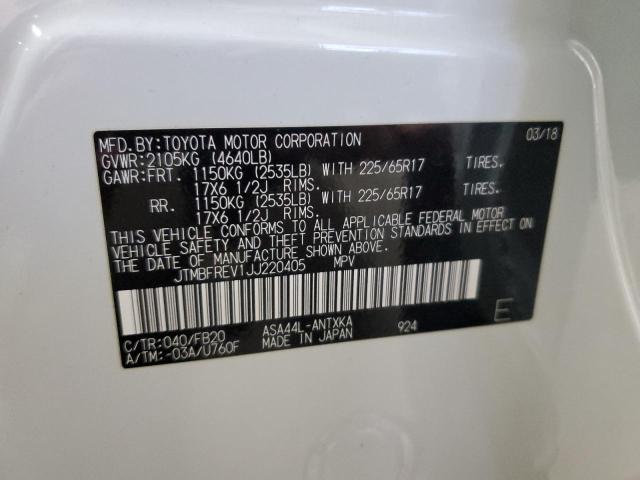 MFD.BY:TOYOTA MOTOR CORPORATION 03/18
GVWR:2105KG (4640LB)
GAWR:FRT. 1150KG (2535LB) WITH 225/65R17 TIRES.
17X6 1/2J RIMS.
RR. 1150KG (2535LB) WITH 225/65R17 TIRES.
17X6 1/2J RIMS.
THIS VEHICLE CONFORMS TO ALL APPLICABLE FEDERAL MOTOR
VEHICLE SAFETY AND THEFT PREVENTION STANDARDS IN EFFECT ON
THE DATE OF MANUFACTURE SHOWN ABOVE.
JTMBFREV1JJ220405 MPV
C/TR:040/FB20 ASA44L-ANTXKA 924 E
A/TM:-03A/U760F MADE IN JAPAN